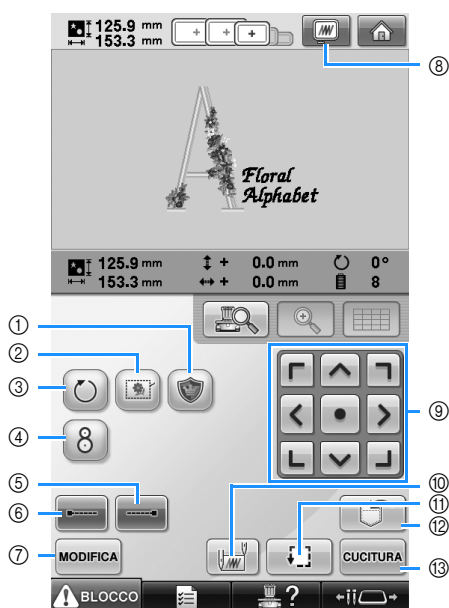 125.9 mm
153.3 mm
⑧
Floral
Alphabet
125.9 mm + 0.0 mm 0°
153.3 mm + 0.0 mm 8
①
②
③
④ 8
⑨
⑤
⑥
⑩
⑪
⑫
⑦ MODIFICA CUCITURA ⑬
BLOCCO ?